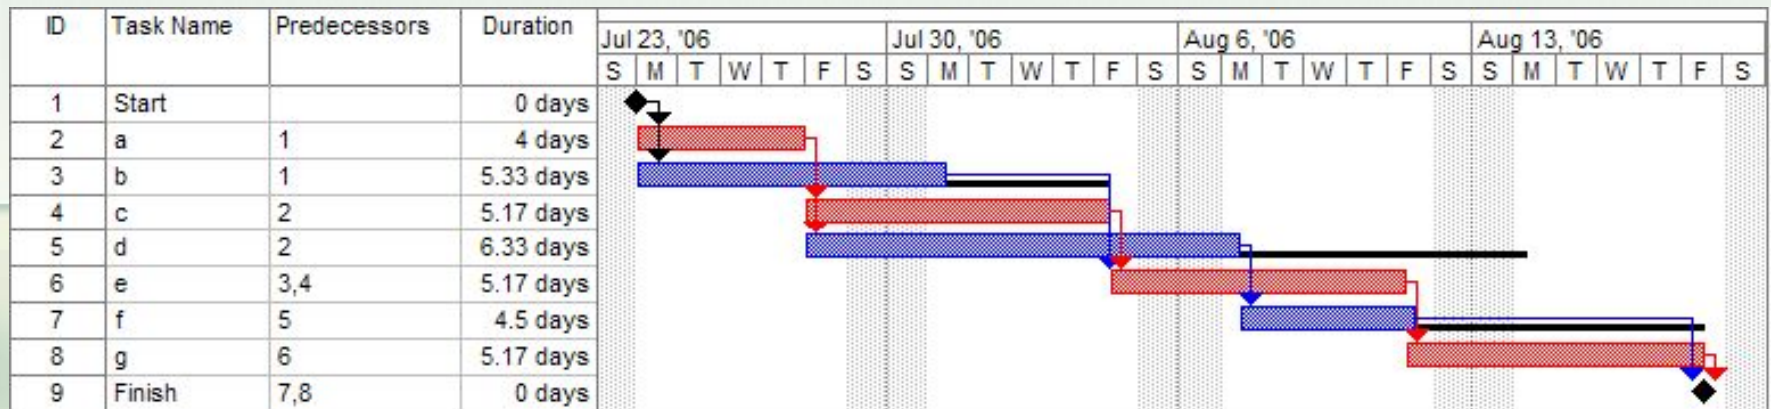 ID Task Name Predecessors Duration
Jul 23, '06 Jul 30, '06 Aug 6, '06 Aug 13, '06
S M T W T F S S M T W T F S S M T W T F S S M T W T F S
1 Start 0 days
2 a 1 4 days
3 b 1 5.33 days
4 c 2 5.17 days
5 d 2 6.33 days
6 e 3,4 5.17 days
7 f 5 4.5 days
8 g 6 5.17 days
9 Finish 7,8 0 days